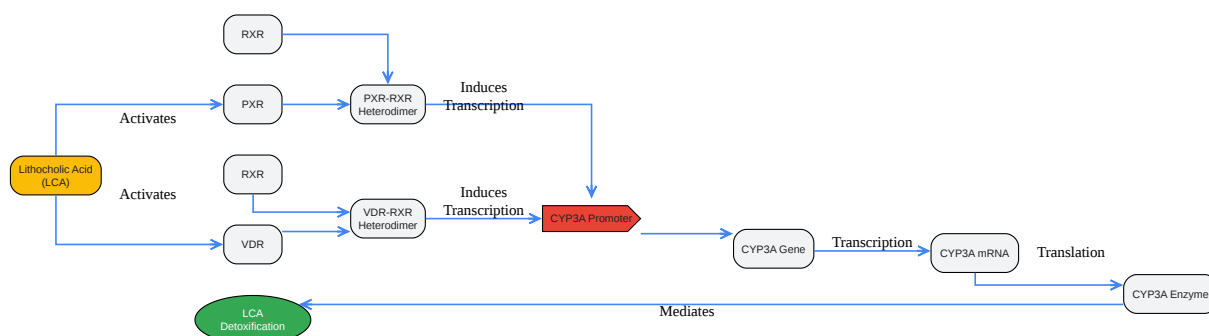 RXR
PXR
PXR-RXR
Heterodimer
Induces
Transcription
Activates
Lithocholic Acid
(LCA)
Activates
RXR
VDR
VDR-RXR
Heterodimer
Induces
Transcription
CYP3A Promoter
CYP3A Gene
Transcription
CYP3A mRNA
Translation
CYP3A Enzyme
Mediates
LCA
Detoxification